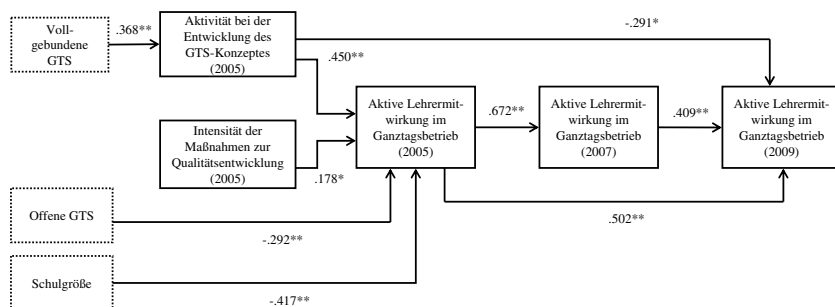 Voll-
gebundene
GTS
.368**
Aktivität bei der
Entwicklung des
GTS-Konzeptes
(2005)
-.291*
.450**
Intensität der
Maßnahmen zur
Qualitätsentwicklung
(2005)
.178*
Aktive Lehrermit-
wirkung im
Ganztagsbetrieb
(2005)
.672**
Aktive Lehrermit-
wirkung im
Ganztagsbetrieb
(2007)
.409**
Aktive Lehrermit-
wirkung im
Ganztagsbetrieb
(2009)
.502**
Offene GTS
-.292**
Schulgröße
-.417**